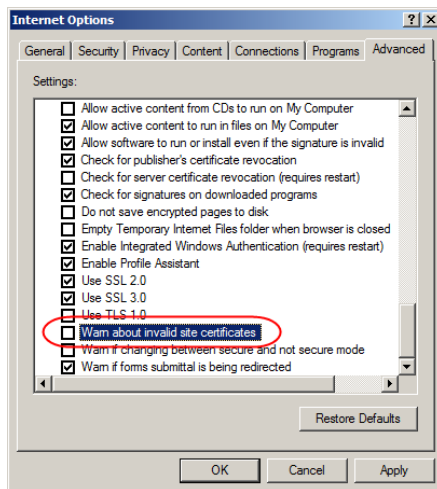 Internet Options
? X
General Security Privacy Content Connections Programs Advanced
Settings:
Allow active content from CDs to run on My Computer
Allow active content to run in files on My Computer
Allow software to run or install even if the signature is invalid
Check for publisher's certificate revocation
Check for server certificate revocation (requires restart)
Check for signatures on downloaded programs
Do not save encrypted pages to disk
Empty Temporary Internet Files folder when browser is closed
Enable Integrated Windows Authentication (requires restart)
Enable Profile Assistant
Use SSL 2.0
Use SSL 3.0
Use TLS 1.0
Warn about invalid site certificates
Warn if changing between secure and not secure mode
Warn if forms submittal is being redirected
Restore Defaults
OK Cancel Apply